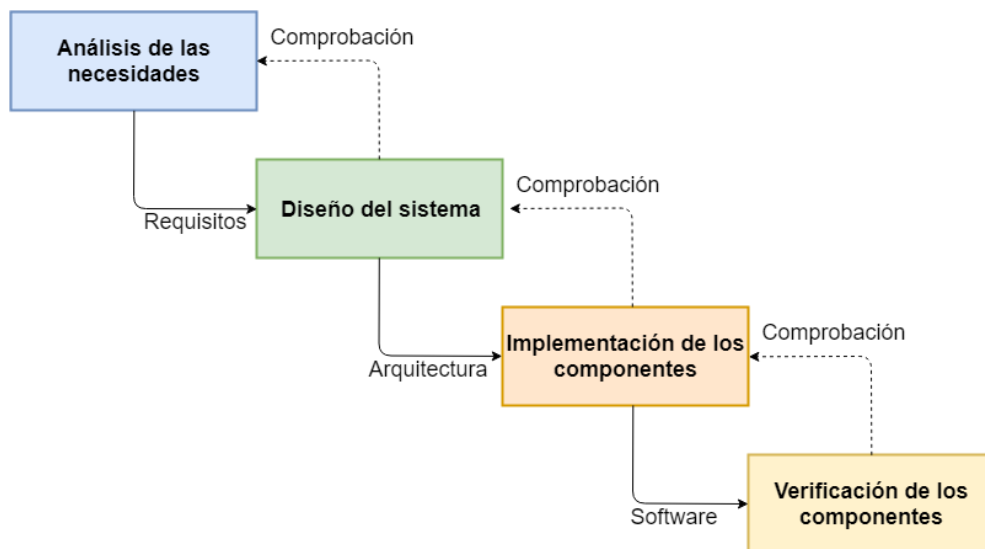 Análisis de las
necesidades
Comprobación
Requisitos
Diseño del sistema
Comprobación
Arquitectura
Implementación de los
componentes
Comprobación
Software
Verificación de los
componentes